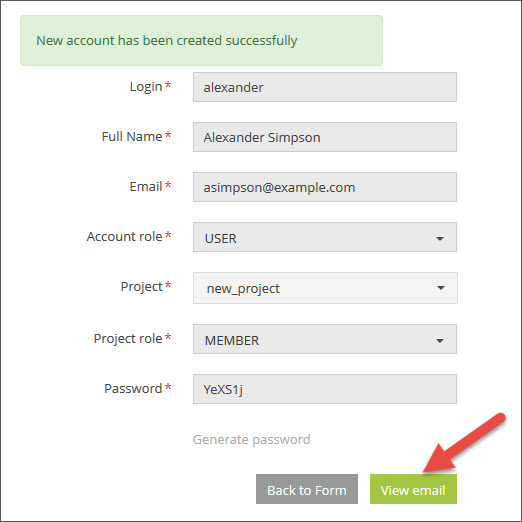 New account has been created successfully
Login* alexander
Full Name* Alexander Simpson
Email* asimpson@example.com
Account role* USER
Project* new_project
Project role* MEMBER
Password* YeXS1j
Generate password
Back to Form View email